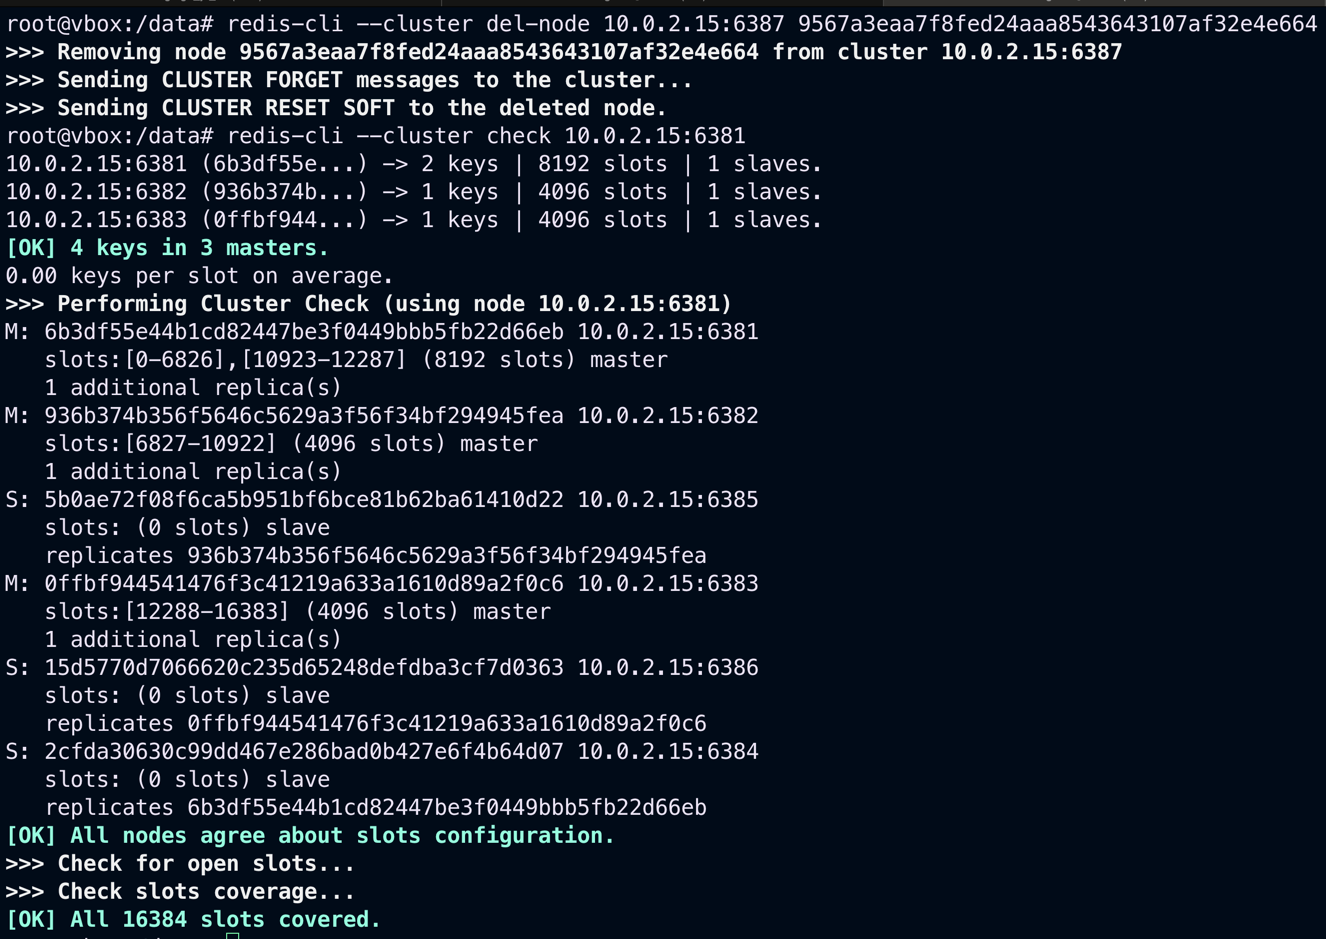 root@vbox:/data# redis-cli --cluster del-node 10.0.2.15:6387 9567a3eaa7f8fed24aaa8543643107af32e4e664
>>> Removing node 9567a3eaa7f8fed24aaa8543643107af32e4e664 from cluster 10.0.2.15:6387
>>> Sending CLUSTER FORGET messages to the cluster...
>>> Sending CLUSTER RESET SOFT to the deleted node.
root@vbox:/data# redis-cli --cluster check 10.0.2.15:6381
10.0.2.15:6381 (6b3df55e...) -> 2 keys | 8192 slots | 1 slaves.
10.0.2.15:6382 (936b374b...) -> 1 keys | 4096 slots | 1 slaves.
10.0.2.15:6383 (0ffbf944...) -> 1 keys | 4096 slots | 1 slaves.
[OK] 4 keys in 3 masters.
0.00 keys per slot on average.
>>> Performing Cluster Check (using node 10.0.2.15:6381)
M: 6b3df55e44b1cd82447be3f0449bbb5fb22d66eb 10.0.2.15:6381
   slots:[0-6826],[10923-12287] (8192 slots) master
   1 additional replica(s)
M: 936b374b356f5646c5629a3f56f34bf294945fea 10.0.2.15:6382
   slots:[6827-10922] (4096 slots) master
   1 additional replica(s)
S: 5b0ae72f08f6ca5b951bf6bce81b62ba61410d22 10.0.2.15:6385
   slots: (0 slots) slave
   replicates 936b374b356f5646c5629a3f56f34bf294945fea
M: 0ffbf944541476f3c41219a633a1610d89a2f0c6 10.0.2.15:6383
   slots:[12288-16383] (4096 slots) master
   1 additional replica(s)
S: 15d5770d7066620c235d65248defdba3cf7d0363 10.0.2.15:6386
   slots: (0 slots) slave
   replicates 0ffbf944541476f3c41219a633a1610d89a2f0c6
S: 2cfda30630c99dd467e286bad0b427e6f4b64d07 10.0.2.15:6384
   slots: (0 slots) slave
   replicates 6b3df55e44b1cd82447be3f0449bbb5fb22d66eb
[OK] All nodes agree about slots configuration.
>>> Check for open slots...
>>> Check slots coverage...
[OK] All 16384 slots covered.